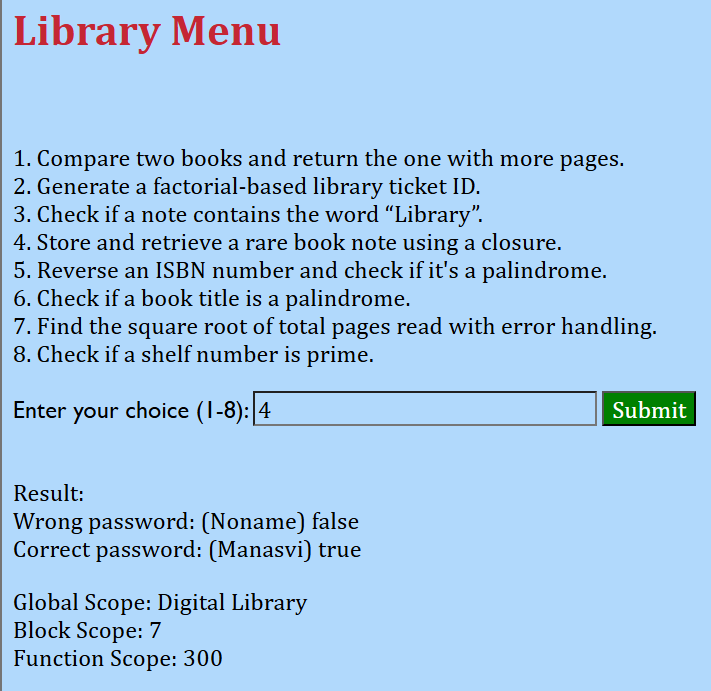 Library Menu
1. Compare two books and return the one with more pages.
2. Generate a factorial-based library ticket ID.
3. Check if a note contains the word “Library”.
4. Store and retrieve a rare book note using a closure.
5. Reverse an ISBN number and check if it's a palindrome.
6. Check if a book title is a palindrome.
7. Find the square root of total pages read with error handling.
8. Check if a shelf number is prime.
Enter your choice (1-8): 4 Submit
Result:
Wrong password: (Noname) false
Correct password: (Manasvi) true
Global Scope: Digital Library
Block Scope: 7
Function Scope: 300